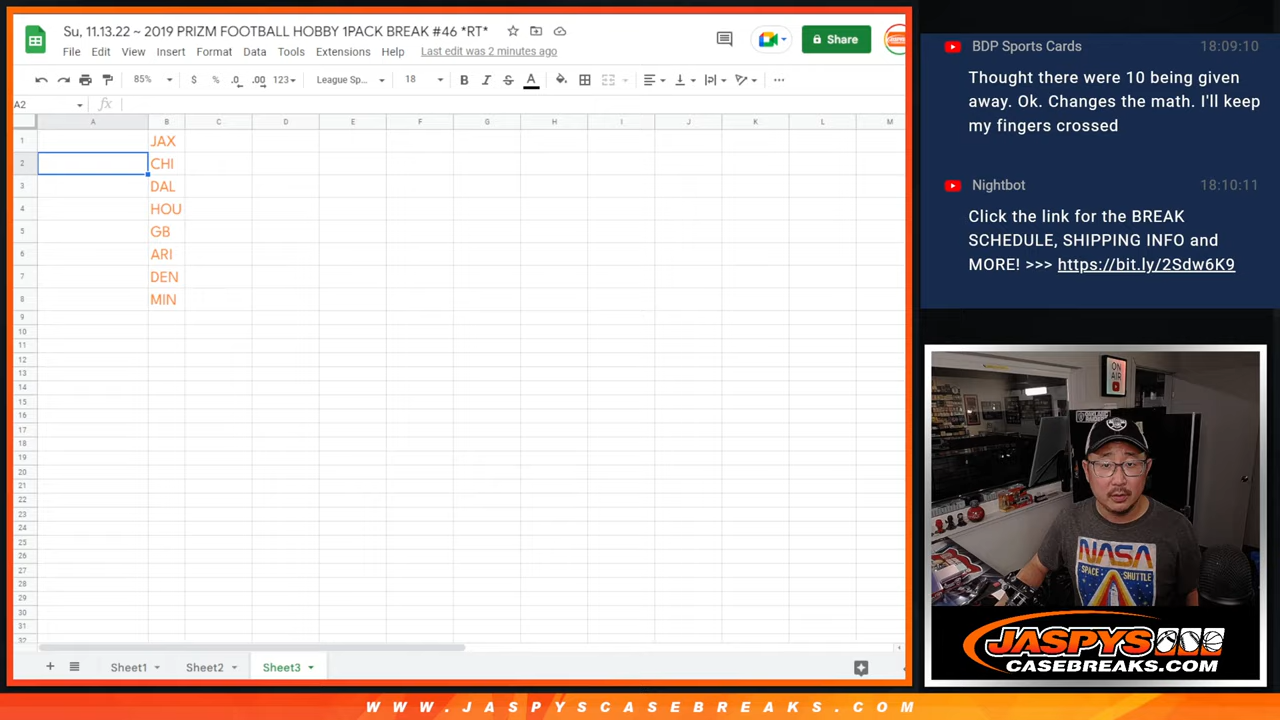 Su, 11.13.22 ~ 2019 PRIZM FOOTBALL HOBBY 1PACK BREAK #46 *RT*
File Edit View Insert Format Data Tools Extensions Help Last edit was 2 minutes ago
Share
85% $ % .0 .00 123 League Sp... 18 B I S A
A2 fx
A B C D E F G H I J K L M
1 JAX
2 CHI
3 DAL
4 HOU
5 GB
6 ARI
7 DEN
8 MIN
9
10
11
12
13
14
15
16
17
18
19
20
21
22
23
24
25
26
27
28
29
30
31
32
Sheet1 Sheet2 Sheet3
BDP Sports Cards 18:09:10
Thought there were 10 being given
away. Ok. Changes the math. I'll keep
my fingers crossed
Nightbot 18:10:11
Click the link for the BREAK
SCHEDULE, SHIPPING INFO and
MORE! >>> https://bit.ly/2Sdw6K9
ON
AIR
NASA
SPACE SHUTTLE
JASPYS
CASEBREAKS.COM
WWW.JASPYSCASEBREAKS.COM